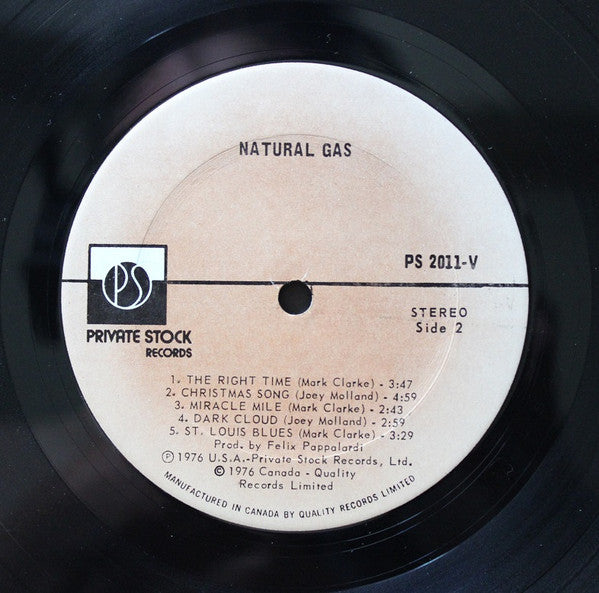 NATURAL GAS
PS 2011-V
PS
PRIVATE STOCK
RECORDS
STEREO
Side 2
1. THE RIGHT TIME (Mark Clarke) - 3:47
2. CHRISTMAS SONG (Joey Molland) - 4:59
3. MIRACLE MILE (Mark Clarke) - 2:43
4. DARK CLOUD (Joey Molland) - 2:59
5. ST. LOUIS BLUES (Mark Clarke) - 3:29
Prod. by Felix Pappalardi
Ⓟ 1976 U.S.A.-Private Stock Records, Ltd.
© 1976 Canada - Quality
Records Limited
MANUFACTURED IN CANADA BY QUALITY RECORDS LIMITED